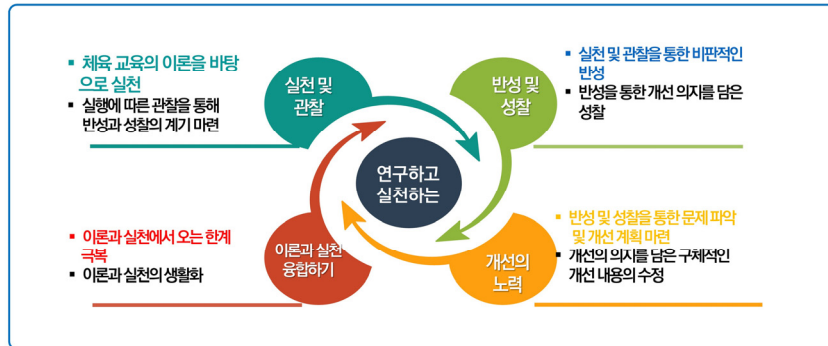 ▪ 체육 교육의 이론을 바탕
으로 실천
▪ 실행에 따른 관찰을 통해
반성과 성찰의 계기 마련
실천 및
관찰
반성 및
성찰
▪ 실천 및 관찰을 통한 비판적인
반성
▪ 반성을 통한 개선 의지를 담은
성찰
연구하고
실천하는
▪ 이론과 실천에서 오는 한계
극복
▪ 이론과 실천의 생활화
이론과 실천
융합하기
개선의
노력
▪ 반성 및 성찰을 통한 문제 파악
및 개선 계획 마련
▪ 개선의 의지를 담은 구체적인
개선 내용의 수정